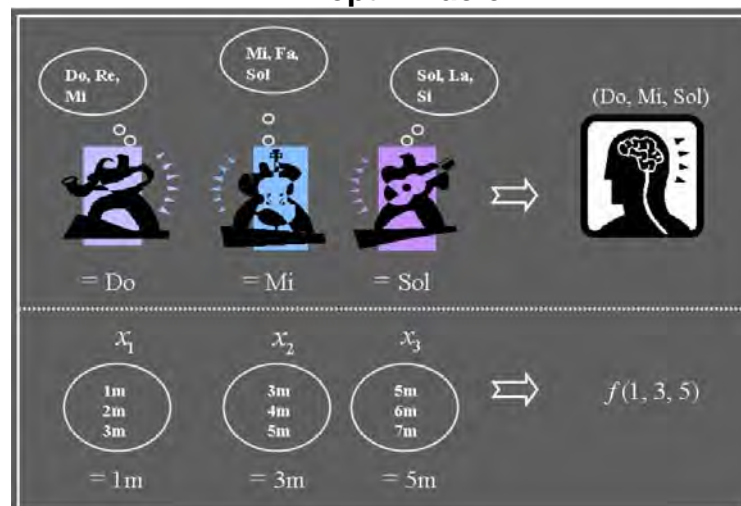 Do, Re,
Mi
Mi, Fa,
Sol
Sol, La,
Si
(Do, Mi, Sol)
= Do
= Mi
= Sol
x₁
x₂
x₃
1m
2m
3m
3m
4m
5m
5m
6m
7m
f(1, 3, 5)
= 1m
= 3m
= 5m